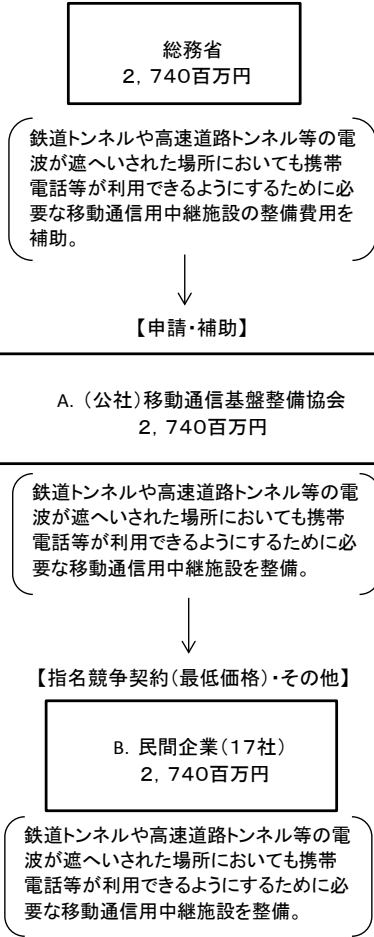 総務省
2，740百万円
鉄道トンネルや高速道路トンネル等の電
波が遮へいされた場所においても携帯
電話等が利用できるようにするために必
要な移動通信用中継施設の整備費用を
補助。
【申請・補助】
A．（公社）移動通信基盤整備協会
2，740百万円
鉄道トンネルや高速道路トンネル等の電
波が遮へいされた場所においても携帯
電話等が利用できるようにするために必
要な移動通信用中継施設を整備。
【指名競争契約（最低価格）・その他】
B．民間企業（17社）
2，740百万円
鉄道トンネルや高速道路トンネル等の電
波が遮へいされた場所においても携帯
電話等が利用できるようにするために必
要な移動通信用中継施設を整備。